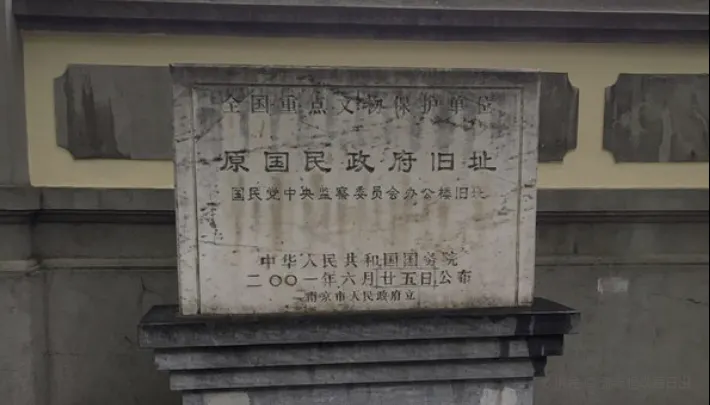 全国重点文物保护单位
原国民政府旧址
国民党中央监察委员会办公楼旧址
中华人民共和国国务院
二〇〇一年六月廿五日公布
南京市人民政府立